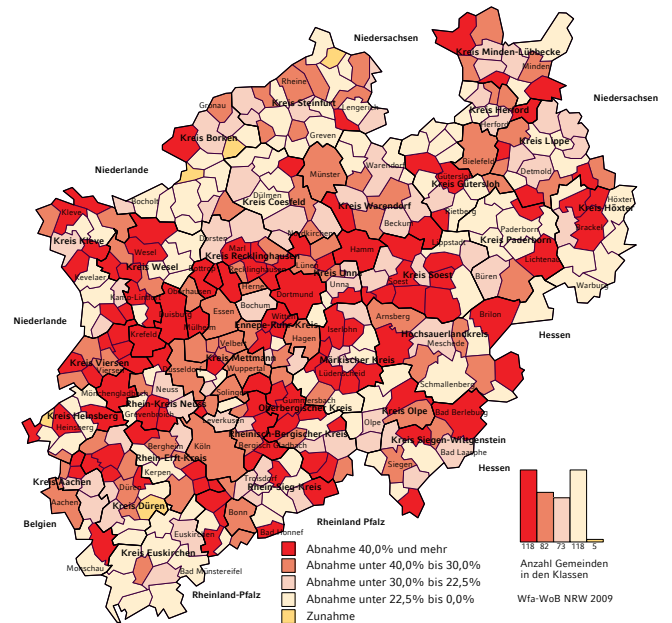 Niedersachsen
Kreis Minden-Lübbecke
Minden
Rheine
Gronau
Kreis Steinfurt
Lengerich
Niedersachsen
Kreis Herford
Herford
Kreis Borken
Greven
Kreis Lippe
Bielefeld
Niederlande
Münster
Warendorf
Gütersloh
Detmold
Kreis Gütersloh
Bocholt
Dülmen
Kreis Coesfeld
Kreis Warendorf
Höxter
Kreis Höxter
Kleve
Rietberg
Beckum
Brackel
Paderborn
Nordkirchen
Dorsten
Kreis Kleve
Lippstadt
Kreis Paderborn
Marl
Hamm
Wesel
Kreis Recklinghausen
Lichtenau
Lünen
Kreis Wesel
Bottrop
Recklinghausen
Kreis Unna
Kreis Soest
Kevelaer
Büren
Unna
Soest
Herne
Warburg
Oberhausen
Kamp-Lintfort
Dortmund
Bochum
Essen
Duisburg
Witten
Arnsberg
Brilon
Niederlande
Ennepe-Ruhr-Kreis
Mülheim
Iserlohn
Krefeld
Hochsauerlandkreis
Hessen
Hagen
Velbert
Meschede
Kreis Mettmann
Kreis Viersen
Märkischer Kreis
Viersen
Düsseldorf
Wuppertal
Lüdenscheid
Schmallenberg
Neuss
Mönchengladbach
Solingen
Gummersbach
Rhein-Kreis Neuss
Oberbergischer Kreis
Kreis Olpe
Bad Berleburg
Kreis Heinsberg
Grevenbroich
Leverkusen
Olpe
Heinsberg
Rheinisch-Bergischer Kreis
Kreis Siegen-Wittgenstein
Bergheim
Köln
Bergisch Gladbach
Bad Laasphe
Rhein-Erft-Kreis
Siegen
Hessen
Kerpen
Kreis Aachen
Troisdorf
Düren
Rhein-Sieg-Kreis
Aachen
Kreis Düren
Bonn
Belgien
Rheinland Pfalz
Euskirchen
Bad Honnef
Kreis Euskirchen
Monschau
Bad Münstereifel
Rheinland-Pfalz
Abnahme 40,0% und mehr
Abnahme unter 40,0% bis 30,0%
Abnahme unter 30,0% bis 22,5%
Abnahme unter 22,5% bis 0,0%
Zunahme
118 82 73 118 5
Anzahl Gemeinden
in den Klassen
Wfa-WoB NRW 2009